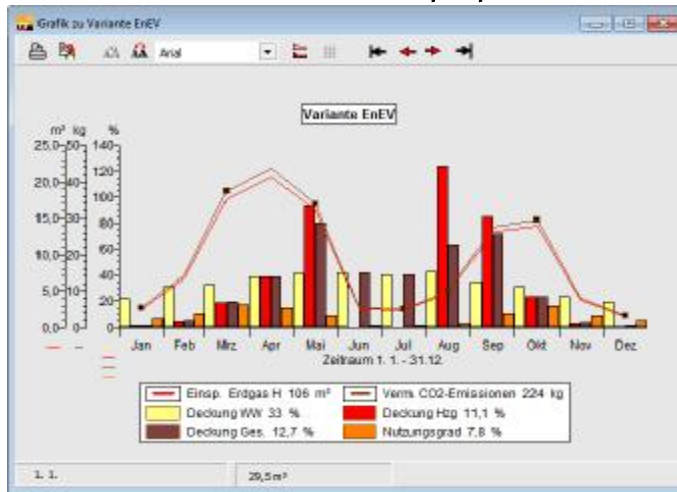 Grafik zu Variante EnEV
Arial
Variante EnEV
m³ kg %
25,0 50 140
120
20,0 40
100
15,0 30
80
60
10,0 20
40
5,0 10
20
0,0 0 0
Jan Feb Mrz Apr Mai Jun Jul Aug Sep Okt Nov Dez
Zeitraum 1. 1. - 31.12.
Einsp. Erdgas H 106 m³ Verm. CO2-Emissionen 224 kg
Deckung WW 33 % Deckung Hzg 11,1 %
Deckung Ges. 12,7 % Nutzungsgrad 7,8 %
1. 1. 29,5 m³